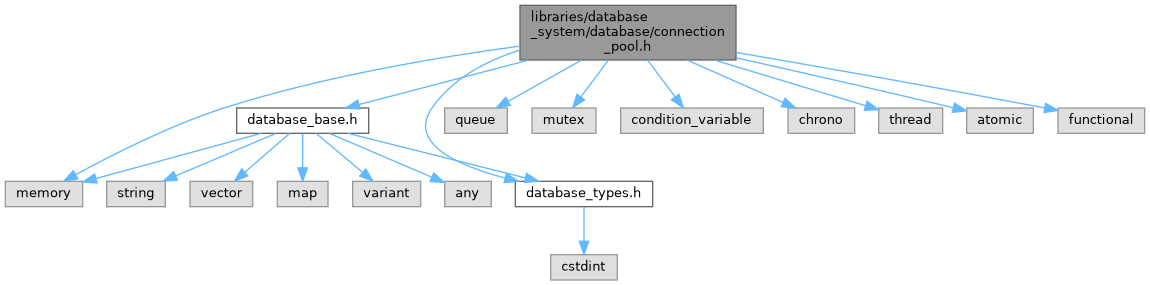 libraries/database
_system/database/connection
_pool.h
database_base.h
queue
mutex
condition_variable
chrono
thread
atomic
functional
memory
string
vector
map
variant
any
database_types.h
cstdint